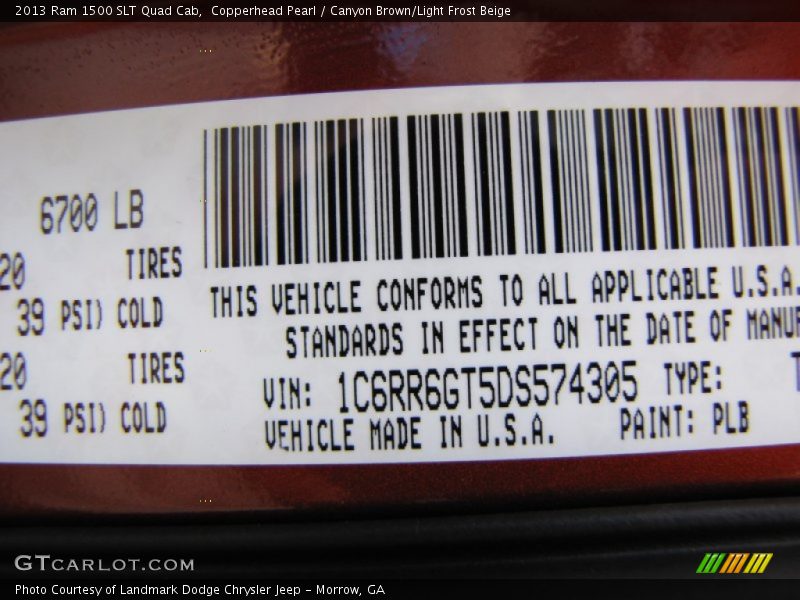 2013 Ram 1500 SLT Quad Cab,  Copperhead Pearl / Canyon Brown/Light Frost Beige
6700 LB
20 TIRES
39 PSI) COLD
20 TIRES
39 PSI) COLD
THIS VEHICLE CONFORMS TO ALL APPLICABLE U.S.A.
STANDARDS IN EFFECT ON THE DATE OF MANUF
VIN: 1C6RR6GT5DS574305 TYPE: T
VEHICLE MADE IN U.S.A. PAINT: PLB
GTCARLOT.COM
Photo Courtesy of Landmark Dodge Chrysler Jeep – Morrow, GA